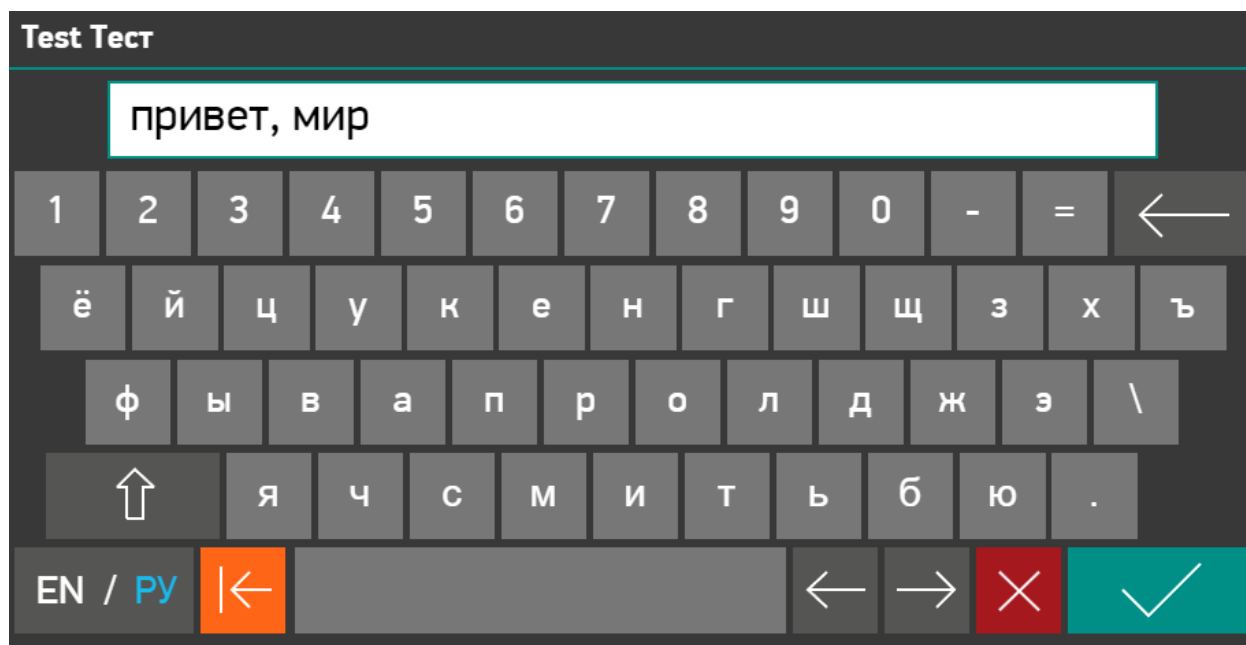 Test Тест
привет, мир
1 2 3 4 5 6 7 8 9 0 - =
ё й ц у к е н г ш щ з х ъ
ф ы в а п р о л д ж э \
я ч с м и т ь б ю .
EN / РУ